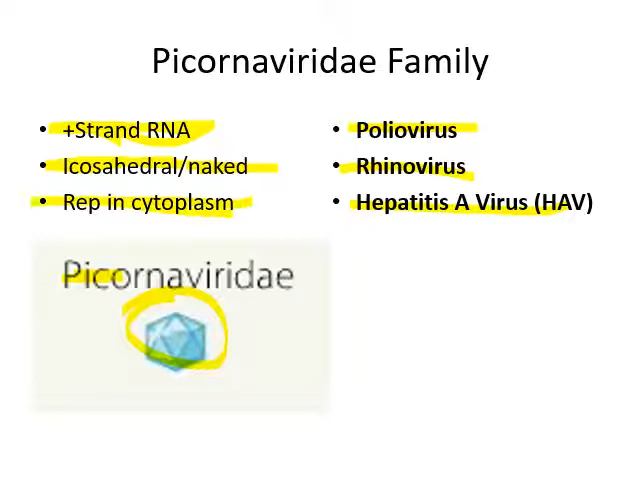 Picornaviridae Family
• +Strand RNA
• Icosahedral/naked
• Rep in cytoplasm
• Poliovirus
• Rhinovirus
• Hepatitis A Virus (HAV)
Picornaviridae